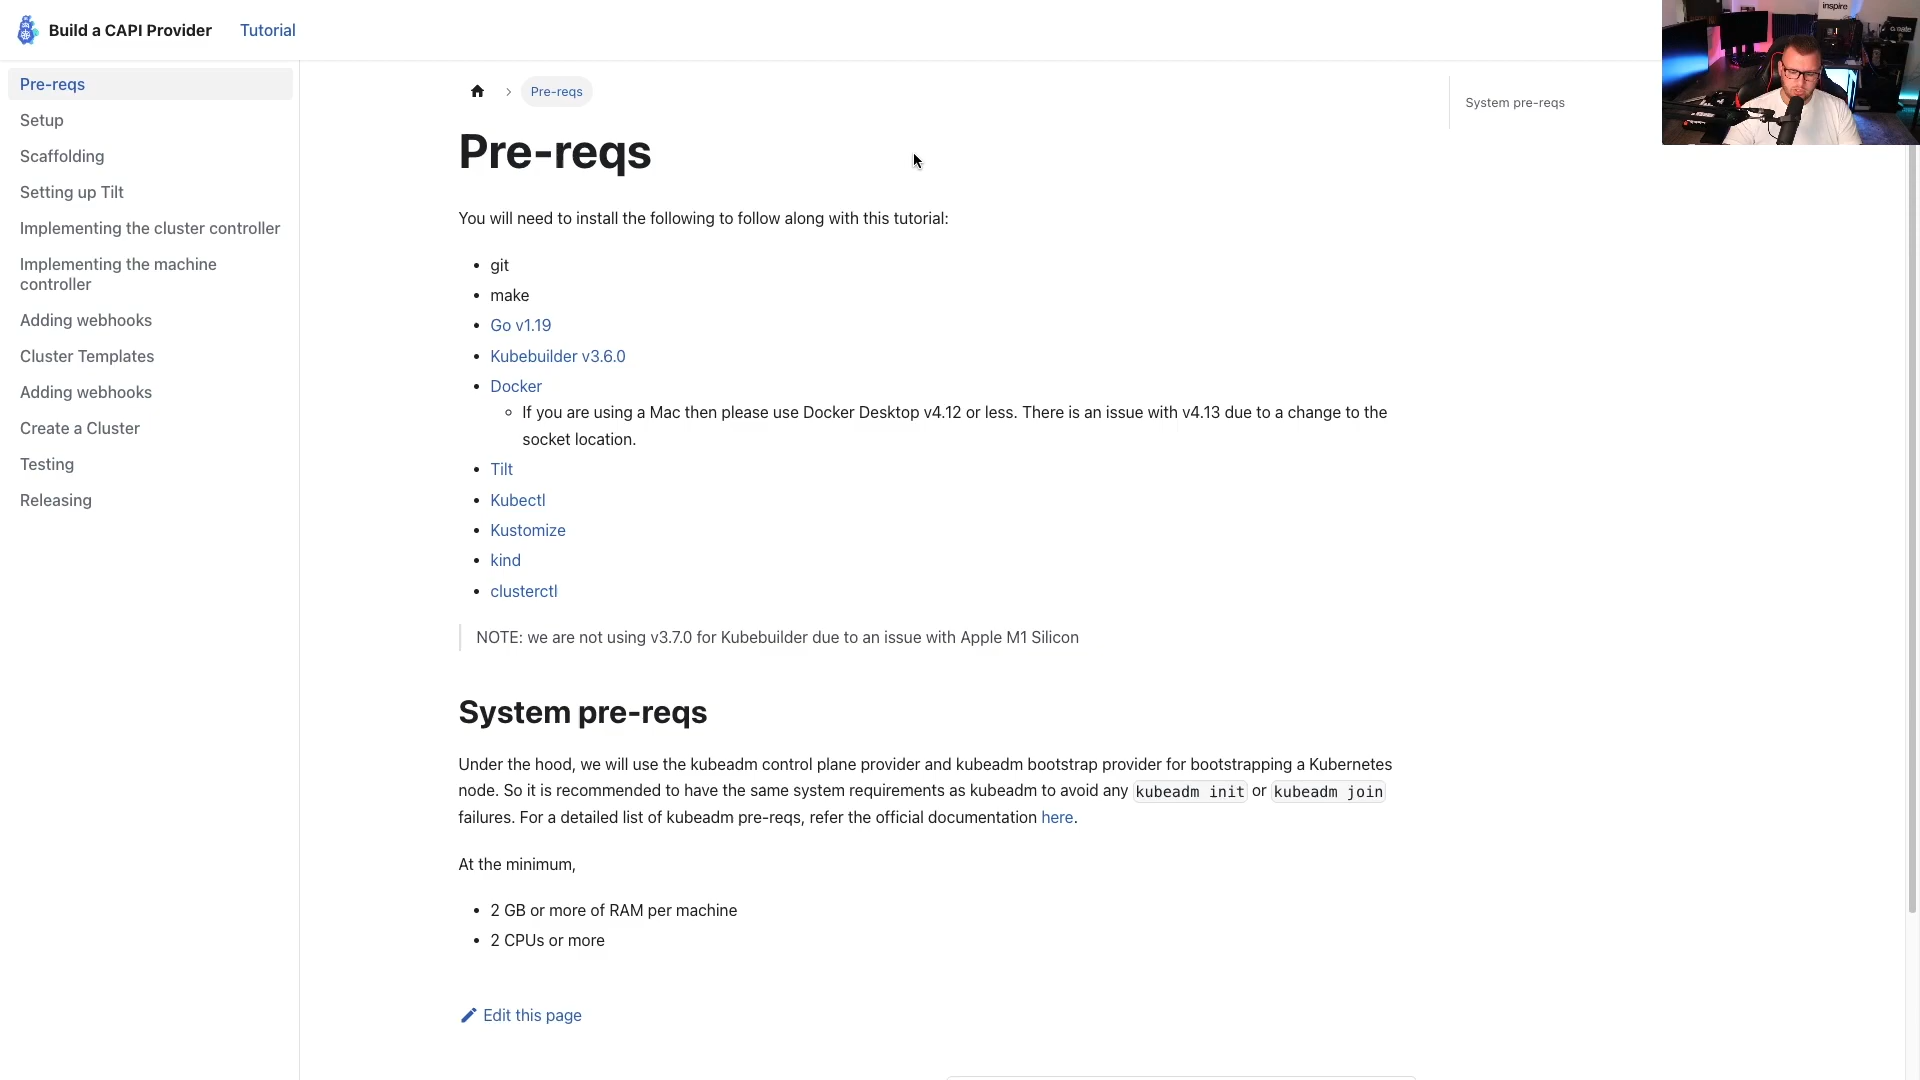 Build a CAPI Provider
Tutorial
inspire
create
Pre-reqs
Setup
Scaffolding
Setting up Tilt
Implementing the cluster controller
Implementing the machine
controller
Adding webhooks
Cluster Templates
Adding webhooks
Create a Cluster
Testing
Releasing
Pre-reqs
System pre-reqs
Pre-reqs
You will need to install the following to follow along with this tutorial:
• git
• make
• Go v1.19
• Kubebuilder v3.6.0
• Docker
◦ If you are using a Mac then please use Docker Desktop v4.12 or less. There is an issue with v4.13 due to a change to the
socket location.
• Tilt
• Kubectl
• Kustomize
• kind
• clusterctl
NOTE: we are not using v3.7.0 for Kubebuilder due to an issue with Apple M1 Silicon
System pre-reqs
Under the hood, we will use the kubeadm control plane provider and kubeadm bootstrap provider for bootstrapping a Kubernetes
node. So it is recommended to have the same system requirements as kubeadm to avoid any kubeadm init or kubeadm join
failures. For a detailed list of kubeadm pre-reqs, refer the official documentation here.
At the minimum,
• 2 GB or more of RAM per machine
• 2 CPUs or more
Edit this page